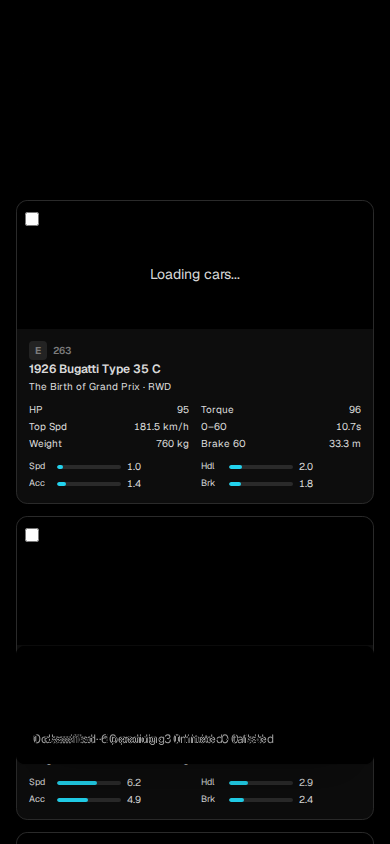 Loading cars...
E 263
1926 Bugatti Type 35 C
The Birth of Grand Prix · RWD
HP 95 Torque 96
Top Spd 181.5 km/h 0–60 10.7s
Weight 760 kg Brake 60 33.3 m
Spd 1.0 Hdl 2.0
Acc 1.4 Brk 1.8
Spd 6.2 Hdl 2.9
Acc 4.9 Brk 2.4